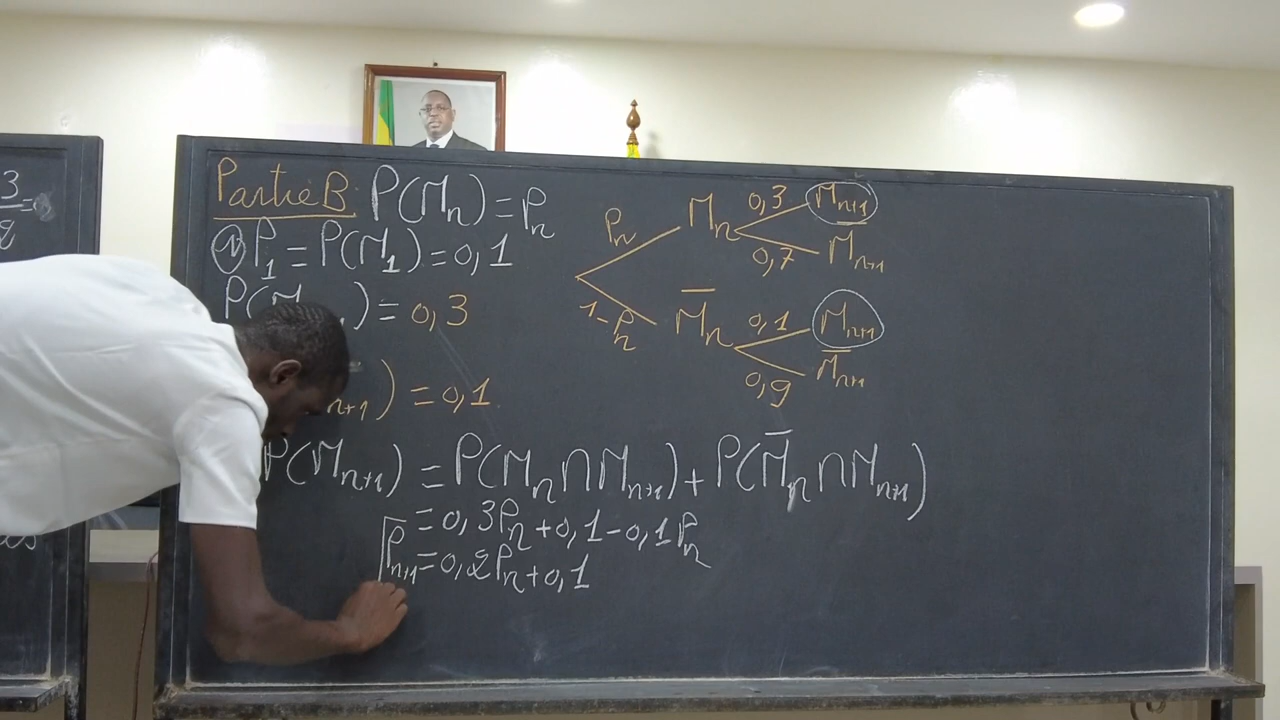 Partie B P(Mₙ) = Pₙ
① P₁ = P(M₁) = 0,1
P(M ) = 0,3
ₙ₊₁) = 0,1
P(Mₙ₊₁) = P(Mₙ ∩ Mₙ₊₁) + P(M̄ₙ ∩ Mₙ₊₁)
= 0,3Pₙ + 0,1 - 0,1Pₙ
Pₙ₊₁ = 0,2Pₙ + 0,1
Pₙ Mₙ 0,3 Mₙ₊₁
0,7 M̄ₙ₊₁
1-Pₙ M̄ₙ 0,1 Mₙ₊₁
0,9 M̄ₙ₊₁
3
=